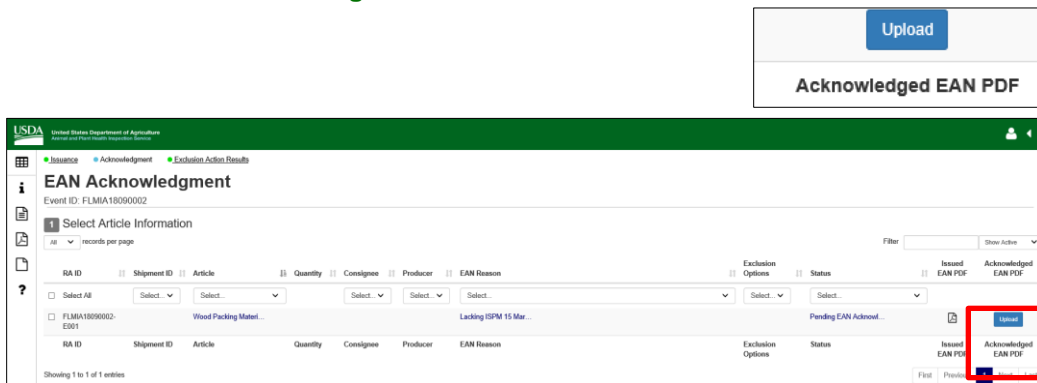 Upload
Acknowledged EAN PDF
USDA United States Department of Agriculture
Animal and Plant Health Inspection Service
Issuance Acknowledgment Exclusion Action Results
EAN Acknowledgment
Event ID: FLMIA18090002
1 Select Article Information
All records per page Filter Show Active
RA ID Shipment ID Article Quantity Consignee Producer EAN Reason Exclusion Options Status Issued EAN PDF Acknowledged EAN PDF
Select All Select... Select... Select... Select... Select... Select... Select...
FLMIA18090002-E001 Wood Packing Materi... Lacking ISPM 15 Mar... Pending EAN Acknowl... Upload
RA ID Shipment ID Article Quantity Consignee Producer EAN Reason Exclusion Options Status Issued EAN PDF Acknowledged EAN PDF
Showing 1 to 1 of 1 entries First Previous 1 Next Last